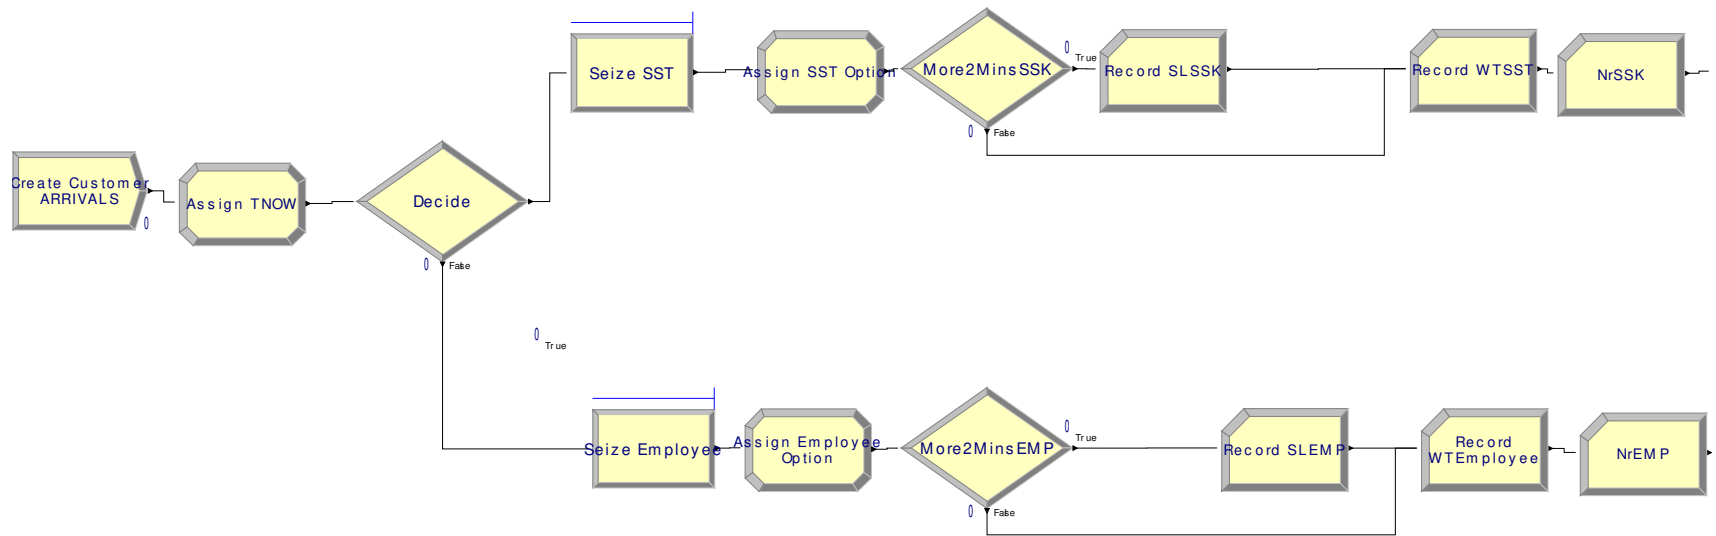 Create Customer
ARRIVALS
0
Assign TNOW
Decide
0
False
0
True
Seize SST
Assign SST Option
More2MinsSSK
0
True
0
False
Record SLSSK
Record WTSST
NrSSK
Seize Employee
Assign Employee
Option
More2MinsEMP
0
True
0
False
Record SLEMP
Record
WTEmployee
NrEMP